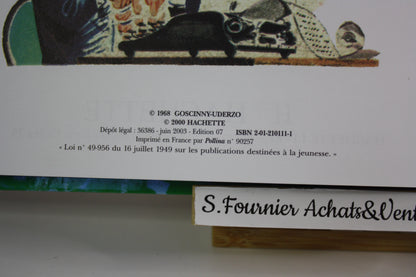 © 1968 GOSCINNY-UDERZO
© 2000 HACHETTE
Dépôt légal : 36386 - juin 2003 - Edition 07 ISBN 2-01-210111-1
Imprimé en France par Pollina n° 90257
« Loi n° 49-956 du 16 juillet 1949 sur les publications destinées à la jeunesse. »
S.Fournier Achats&Vent